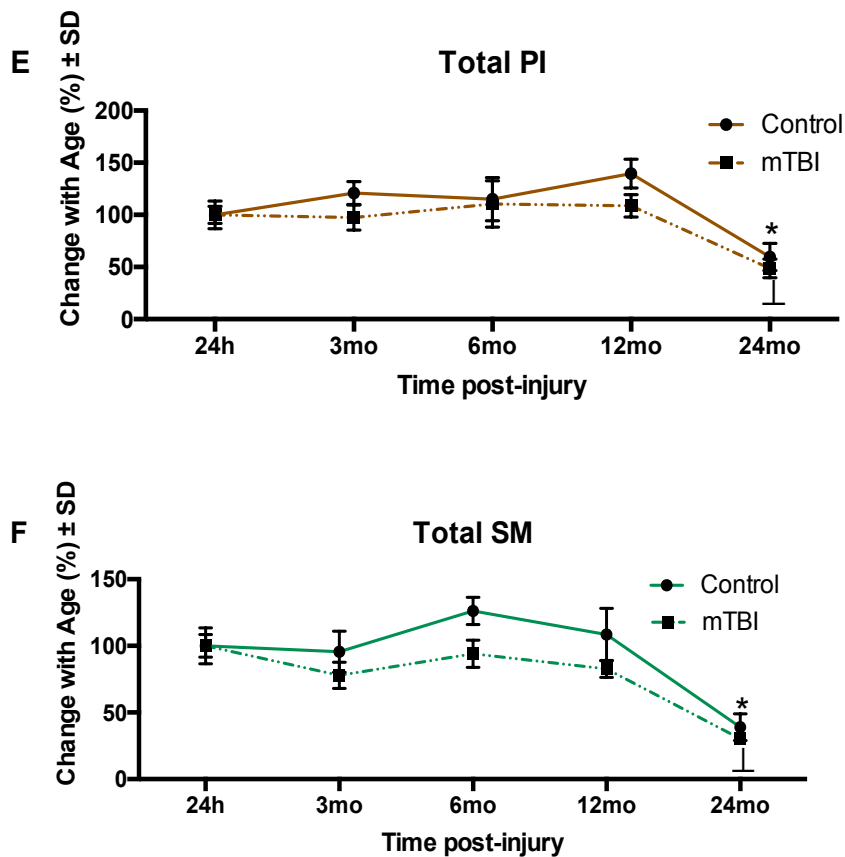 E
Total PI
Change with Age (%) ± SD
200
150
100
50
0
Control
mTBI
*
24h 3mo 6mo 12mo 24mo
Time post-injury
F
Total SM
Change with Age (%) ± SD
150
100
50
0
Control
mTBI
*
24h 3mo 6mo 12mo 24mo
Time post-injury